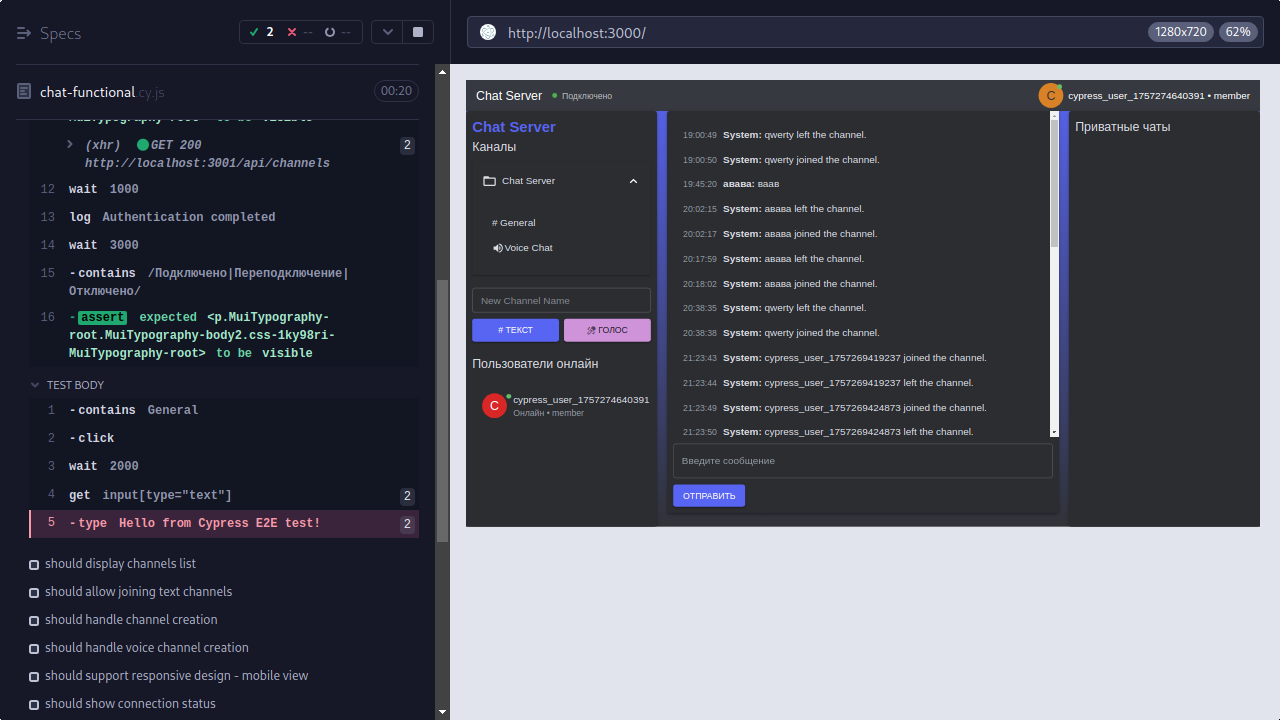 Specs
2
--
--
chat-functional.cy.js
00:20
MuiTypography-root> to be visible
(xhr) GET 200
http://localhost:3001/api/channels
2
12 wait 1000
13 log Authentication completed
14 wait 3000
15 -contains /Подключено|Переподключение|
Отключено/
16 -assert expected <p.MuiTypography-
root.MuiTypography-body2.css-1ky98ri-
MuiTypography-root> to be visible
TEST BODY
1 -contains General
2 -click
3 wait 2000
4 get input[type="text"] 2
5 -type Hello from Cypress E2E test! 2
should display channels list
should allow joining text channels
should handle channel creation
should handle voice channel creation
should support responsive design - mobile view
should show connection status
http://localhost:3000/
1280x720
62%
Chat Server
Подключено
C
cypress_user_1757274640391 • member
Chat Server
Каналы
Chat Server
# General
Voice Chat
New Channel Name
# ТЕКСТ
ГОЛОС
Пользователи онлайн
C
cypress_user_1757274640391
Онлайн • member
19:00:49 System: qwerty left the channel.
19:00:50 System: qwerty joined the channel.
19:45:20 авава: ваав
20:02:15 System: авава left the channel.
20:02:17 System: авава joined the channel.
20:17:59 System: авава left the channel.
20:18:02 System: авава joined the channel.
20:38:35 System: qwerty left the channel.
20:38:38 System: qwerty joined the channel.
21:23:43 System: cypress_user_1757269419237 joined the channel.
21:23:44 System: cypress_user_1757269419237 left the channel.
21:23:49 System: cypress_user_1757269424873 joined the channel.
21:23:50 System: cypress_user_1757269424873 left the channel.
Введите сообщение
ОТПРАВИТЬ
Приватные чаты